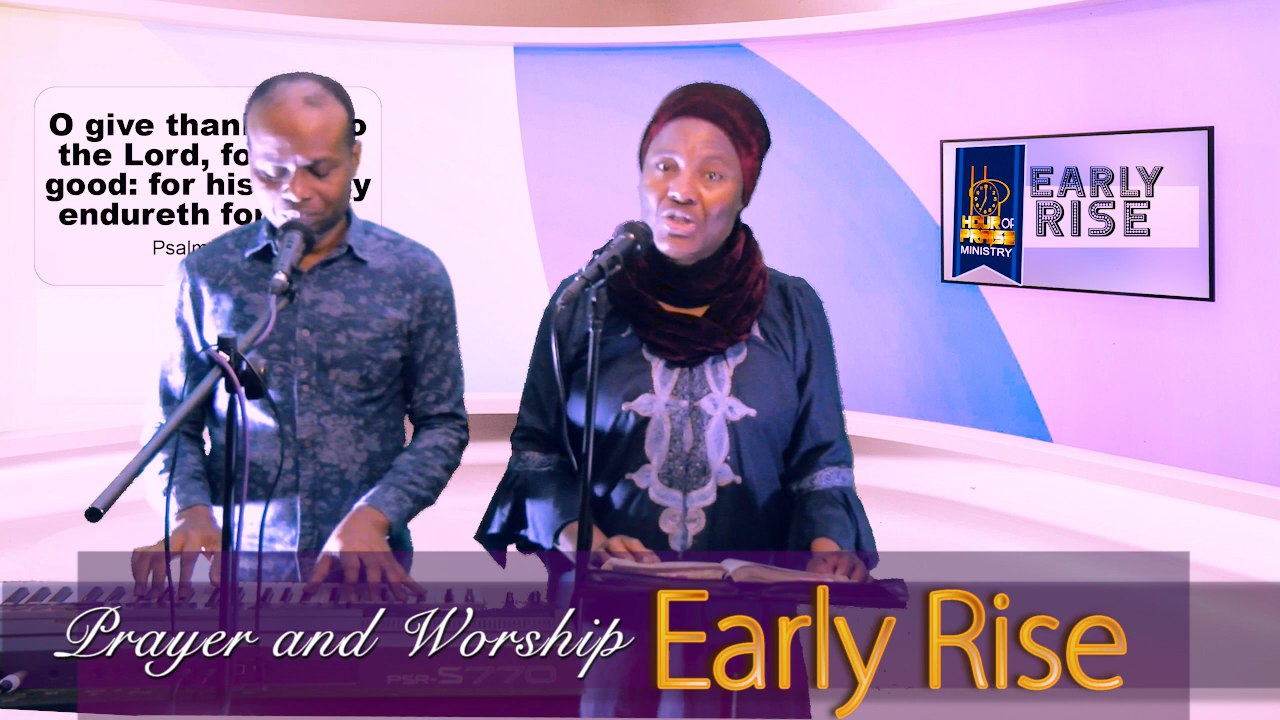 O give than o
the Lord, fo
good: for his y
endureth fo
Psalm
EARLY
RISE
HOUR OF
PRAISE
MINISTRY
Prayer and Worship Early Rise
PSR-S770